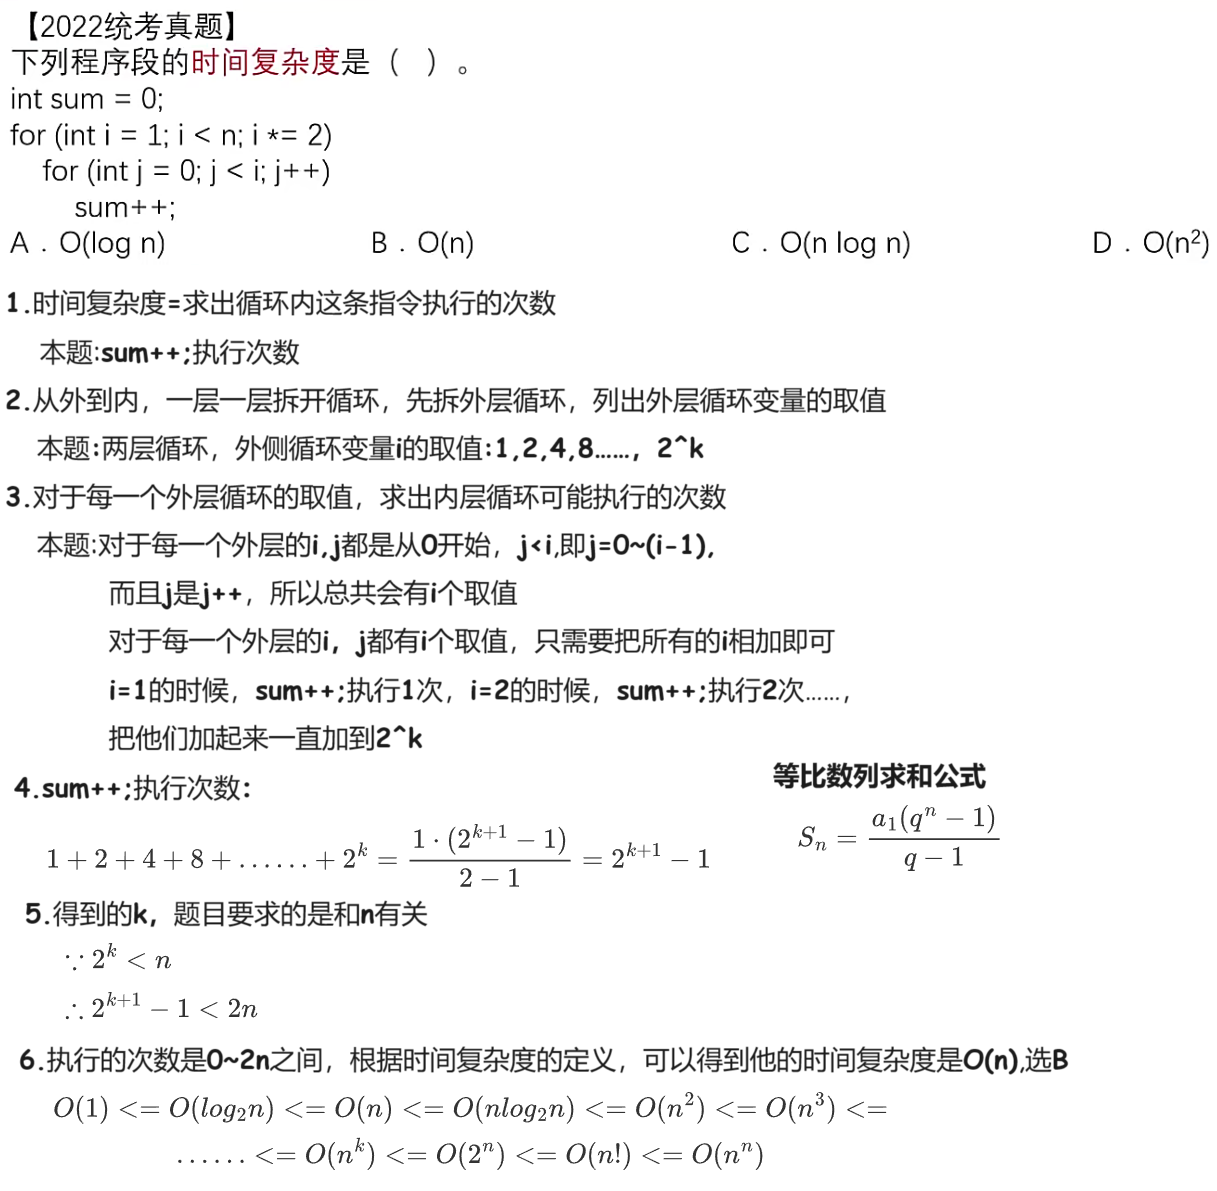 【2022统考真题】
下列程序段的时间复杂度是（ ）。
int sum = 0;
for (int i = 1; i < n; i *= 2)
for (int j = 0; j < i; j++)
sum++;
A．O(log n) B．O(n) C．O(n log n) D．O(n²)
1.时间复杂度=求出循环内这条指令执行的次数
本题:sum++;执行次数
2.从外到内，一层一层拆开循环，先拆外层循环，列出外层循环变量的取值
本题:两层循环，外侧循环变量i的取值:1,2,4,8……，2^k
3.对于每一个外层循环的取值，求出内层循环可能执行的次数
本题:对于每一个外层的i,j都是从0开始，j<i,即j=0~(i-1),
而且j是j++，所以总共会有i个取值
对于每一个外层的i，j都有i个取值，只需要把所有的i相加即可
i=1的时候，sum++;执行1次，i=2的时候，sum++;执行2次……，
把他们加起来一直加到2^k
4.sum++;执行次数：
1 + 2 + 4 + 8 + ...... + 2^k = \frac{1 · (2^{k+1} − 1)}{2 − 1} = 2^{k+1} − 1
等比数列求和公式
S_n = \frac{a_1(q^n − 1)}{q − 1}
5.得到的k，题目要求的是和n有关
∵ 2^k < n
∴ 2^{k+1} − 1 < 2n
6.执行的次数是0~2n之间，根据时间复杂度的定义，可以得到他的时间复杂度是O(n),选B
O(1) <= O(log_2n) <= O(n) <= O(nlog_2n) <= O(n^2) <= O(n^3) <=
...... <= O(n^k) <= O(2^n) <= O(n!) <= O(n^n)